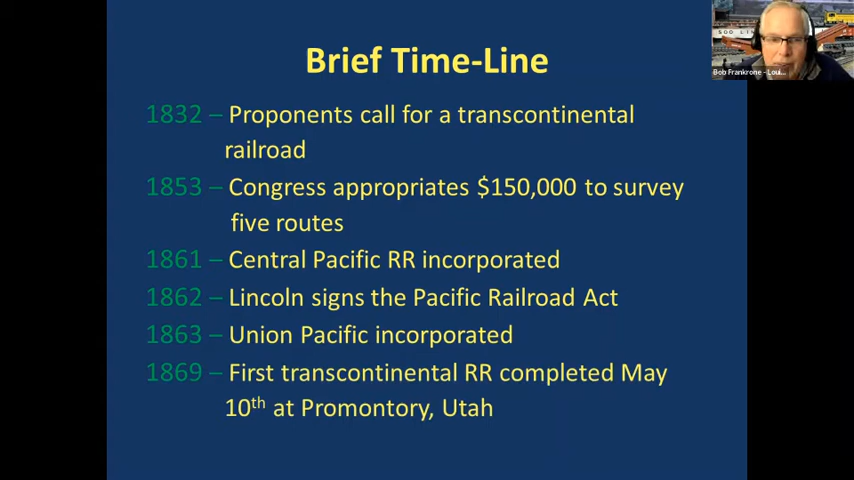 Brief Time-Line
Bob Frankrone - Loui...
1832 – Proponents call for a transcontinental
railroad
1853 – Congress appropriates $150,000 to survey
five routes
1861 – Central Pacific RR incorporated
1862 – Lincoln signs the Pacific Railroad Act
1863 – Union Pacific incorporated
1869 – First transcontinental RR completed May
10th at Promontory, Utah